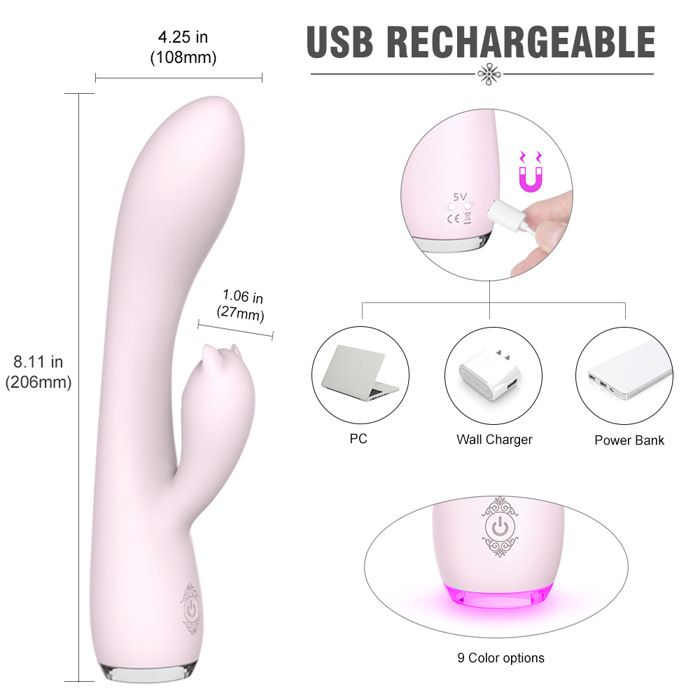 4.25 in
(108mm)
USB RECHARGEABLE
5V
CE
1.06 in
(27mm)
8.11 in
(206mm)
PC
Wall Charger
Power Bank
9 Color options